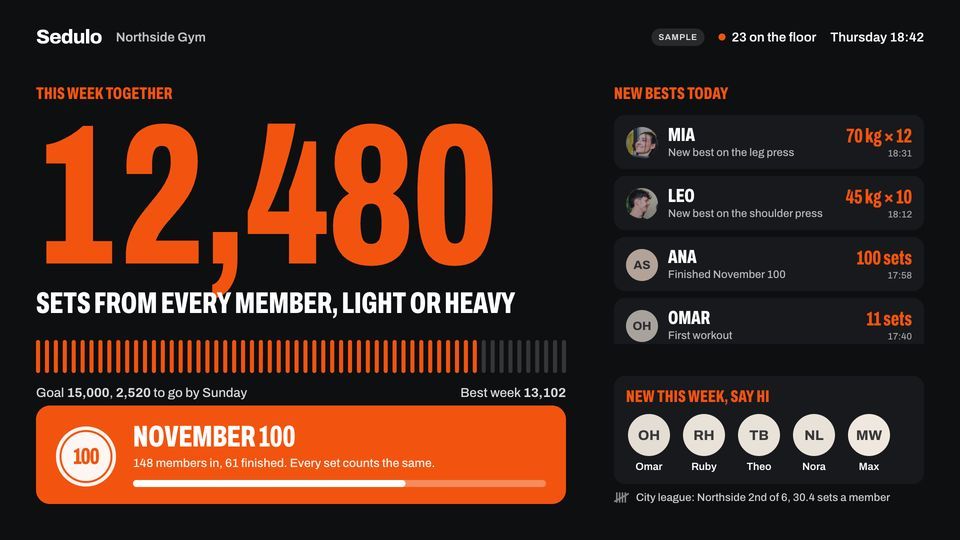 Sedulo Northside Gym
SAMPLE 23 on the floor Thursday 18:42
THIS WEEK TOGETHER
12,480
SETS FROM EVERY MEMBER, LIGHT OR HEAVY
Goal 15,000, 2,520 to go by Sunday
Best week 13,102
100
NOVEMBER 100
148 members in, 61 finished. Every set counts the same.
NEW BESTS TODAY
MIA 70 kg × 12
New best on the leg press 18:31
LEO 45 kg × 10
New best on the shoulder press 18:12
AS ANA 100 sets
Finished November 100 17:58
OH OMAR 11 sets
First workout 17:40
NEW THIS WEEK, SAY HI
OH RH TB NL MW
Omar Ruby Theo Nora Max
City league: Northside 2nd of 6, 30.4 sets a member